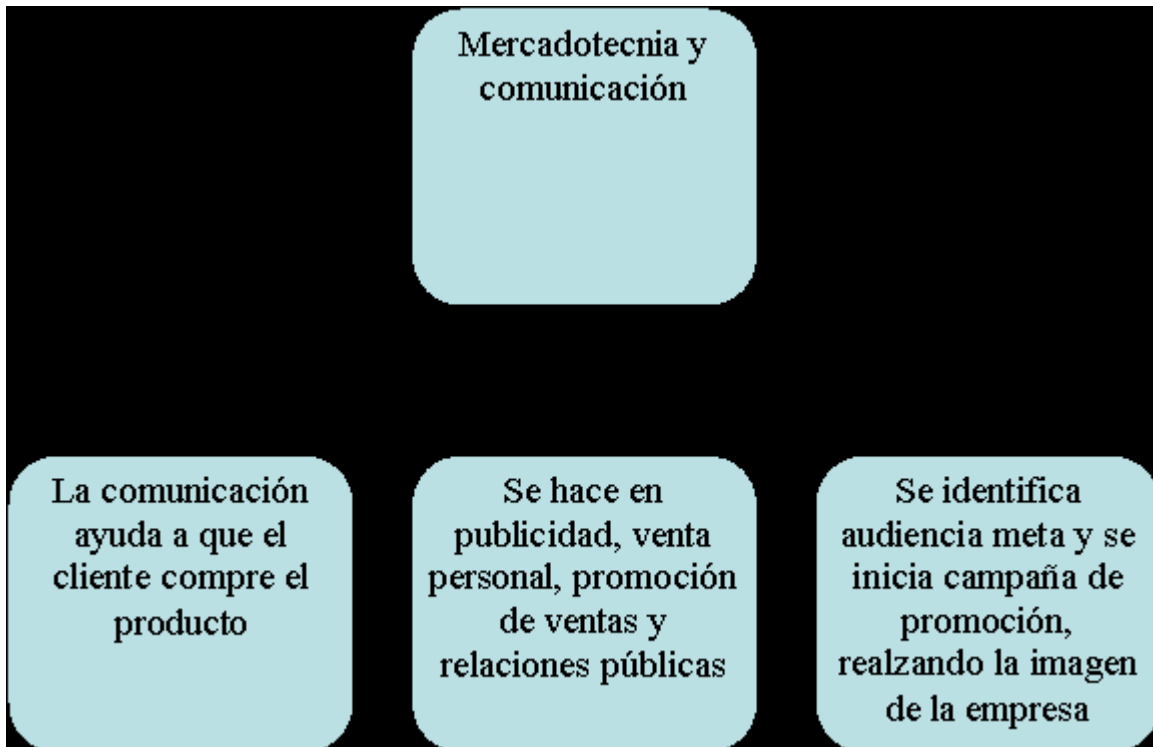 Mercadotecnia y
comunicación
La comunicación
ayuda a que el
cliente compre el
producto
Se hace en
publicidad, venta
personal, promoción
de ventas y
relaciones públicas
Se identifica
audiencia meta y se
inicia campaña de
promoción,
realzando la imagen
de la empresa